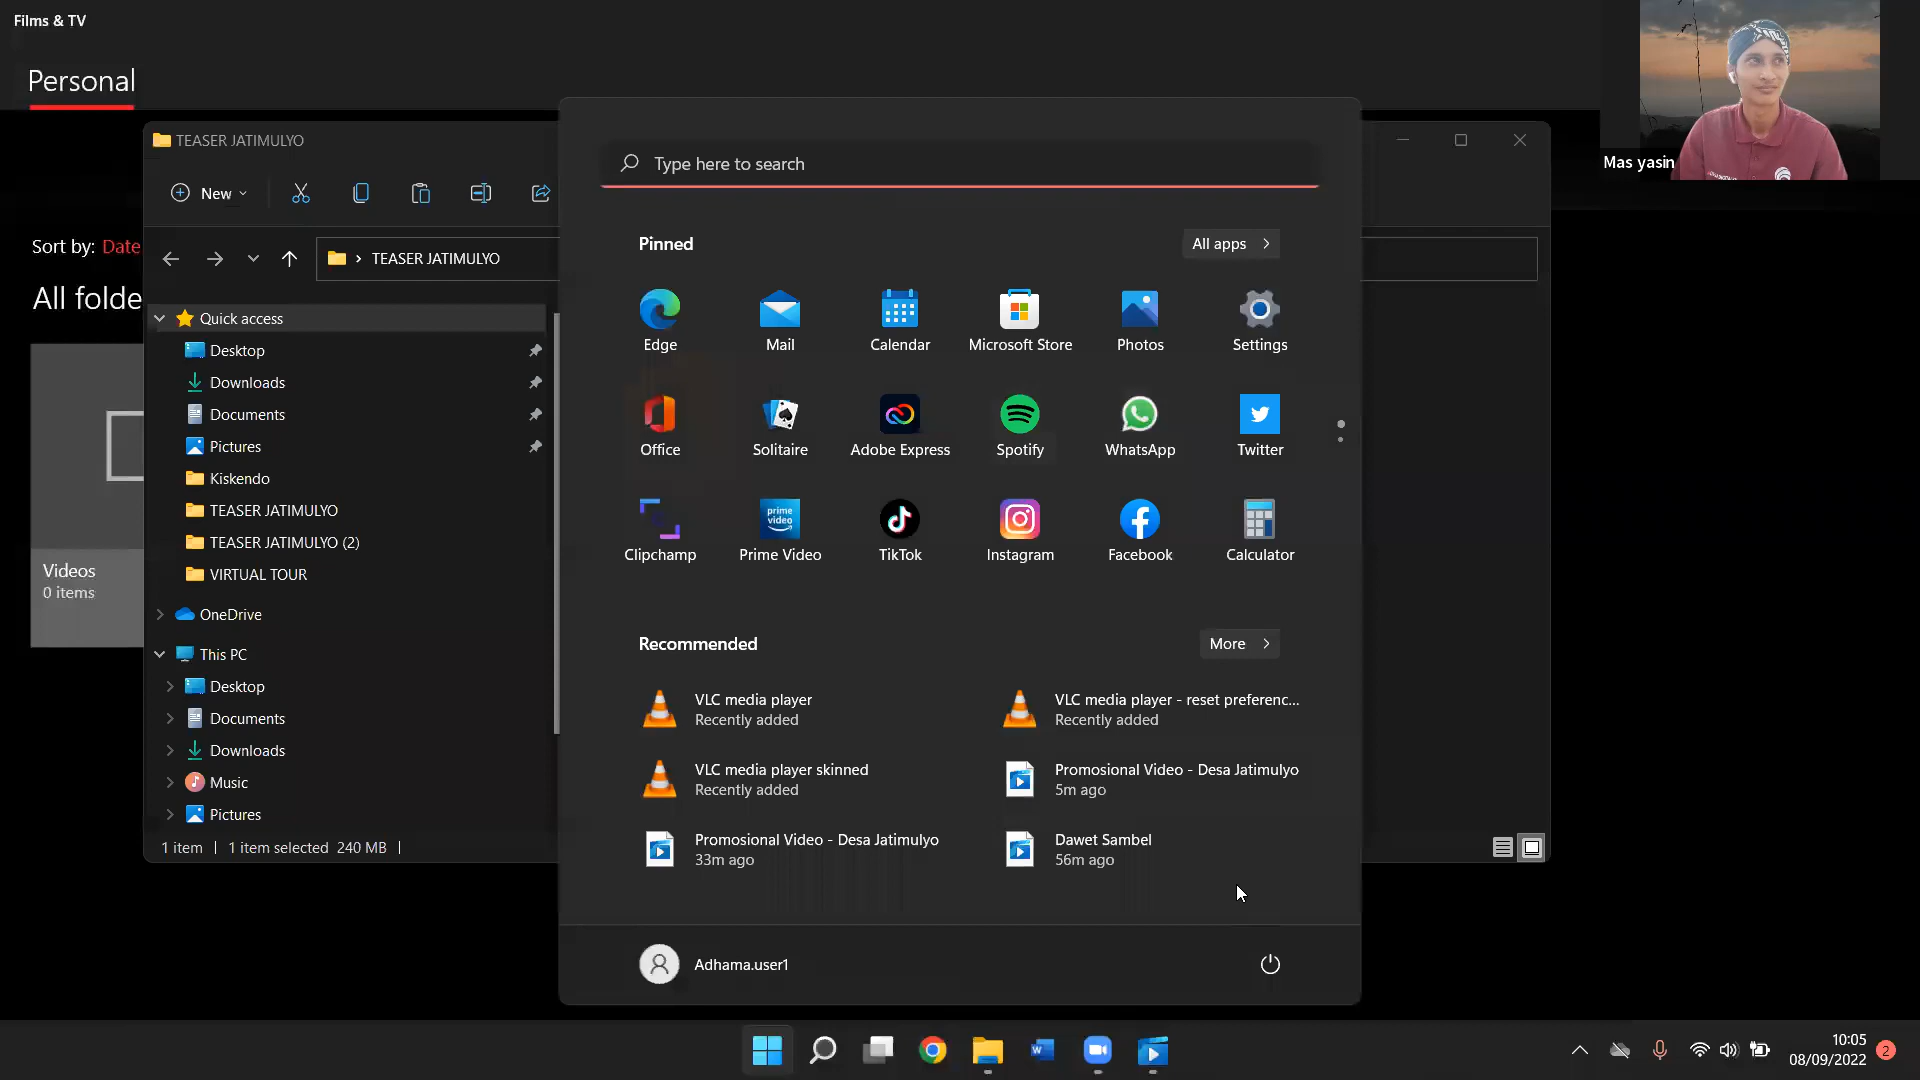 Films & TV
Personal
Mas yasin
TEASER JATIMULYO
New
Sort by: Date
TEASER JATIMULYO
All folde
Quick access
Desktop
Downloads
Documents
Pictures
Kiskendo
TEASER JATIMULYO
TEASER JATIMULYO (2)
VIRTUAL TOUR
OneDrive
This PC
Desktop
Documents
Downloads
Music
Pictures
1 item
1 item selected 240 MB
Videos
0 items
Type here to search
Pinned
All apps
Edge
Mail
Calendar
Microsoft Store
Photos
Settings
Office
Solitaire
Adobe Express
Spotify
WhatsApp
Twitter
Clipchamp
prime video
Prime Video
TikTok
Instagram
Facebook
Calculator
Recommended
More
VLC media player
Recently added
VLC media player - reset preferenc...
Recently added
VLC media player skinned
Recently added
Promosional Video - Desa Jatimulyo
5m ago
Promosional Video - Desa Jatimulyo
33m ago
Dawet Sambel
56m ago
Adhama.user1
10:05
08/09/2022
2